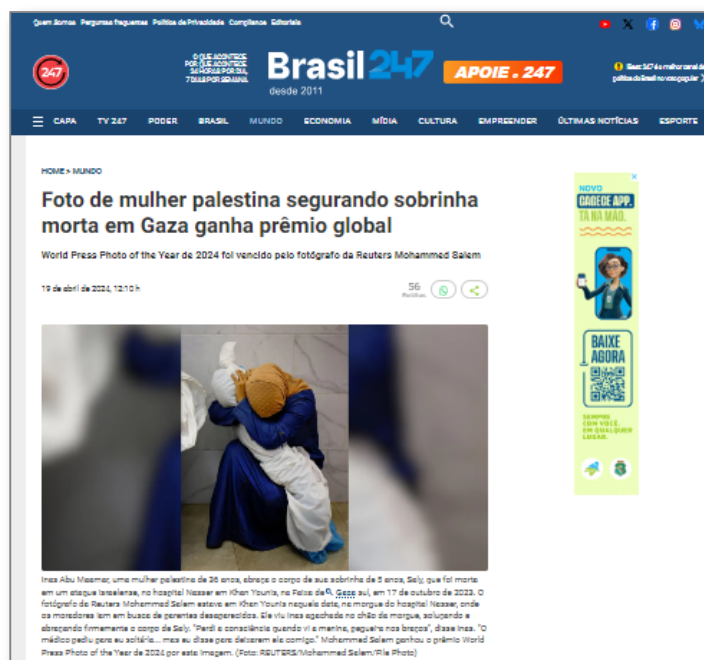 Quem Somos Perguntas frequentes Política de Privacidade Compliance Editorials
247
O QUE ACONTECE,
POR QUE ACONTECE
24 HORAS POR DIA,
7 DIAS POR SEMANA
Brasil 247
desde 2011
APOIE . 247
CAPA TV 247 PODER BRASIL MUNDO ECONOMIA MÍDIA CULTURA EMPREENDER ÚLTIMAS NOTÍCIAS ESPORTE
HOME > MUNDO
Foto de mulher palestina segurando sobrinha
morta em Gaza ganha prêmio global
World Press Photo of the Year de 2024 foi vencido pelo fotógrafo da Reuters Mohammed Salem
19 de abril de 2024, 12:10 h
56
Partilhas
NOVO
CAGECE APP.
TÁ NA MÃO.
BAIXE
AGORA
SEMPRE
COM VOCÊ,
EM QUALQUER
LUGAR.
Ines Abu Maamar, uma mulher palestina de 36 anos, abraça o corpo de sua sobrinha de 5 anos, Saly, que foi morta
em um ataque israelense, no hospital Nasser em Khan Younis, na Faixa de Gaza sul, em 17 de outubro de 2023. O
fotógrafo da Reuters Mohammed Salem estava em Khan Younis naquela data, no morgue do hospital Nasser, onde
os moradores iam em busca de parentes desaparecidos. Ele viu Inas agachada no chão do morgue, soluçando e
abraçando firmemente o corpo de Saly. "Perdi a consciência quando vi a menina, peguei-a nos braços", disse Inas. "O
médico pediu para eu soltá-la... mas eu disse para deixarem ela comigo." Mohammed Salem ganhou o prêmio World
Press Photo of the Year de 2024 por esta imagem. (Foto: REUTERS/Mohammed Salem/File Photo)